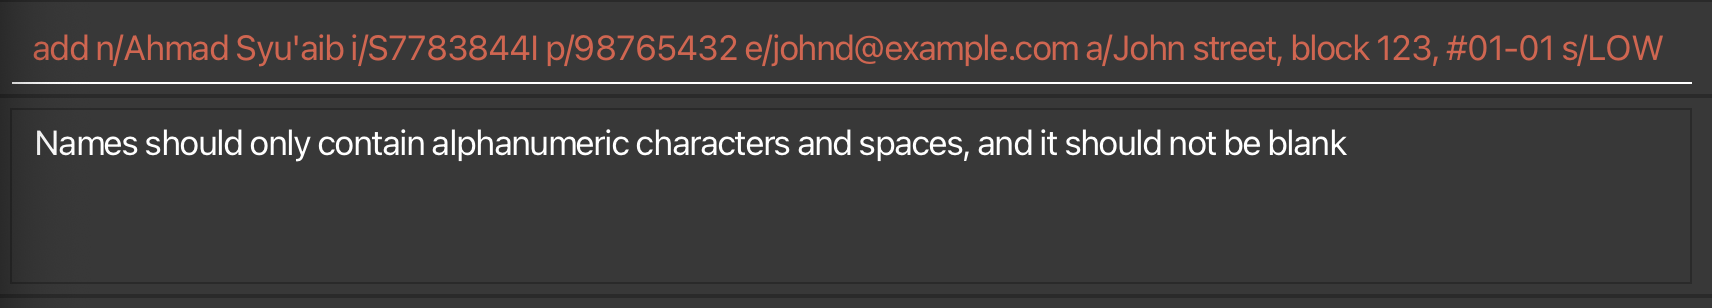 add n/Ahmad Syu'aib i/S7783844I p/98765432 e/johnd@example.com a/John street, block 123, #01-01 s/LOW
Names should only contain alphanumeric characters and spaces, and it should not be blank